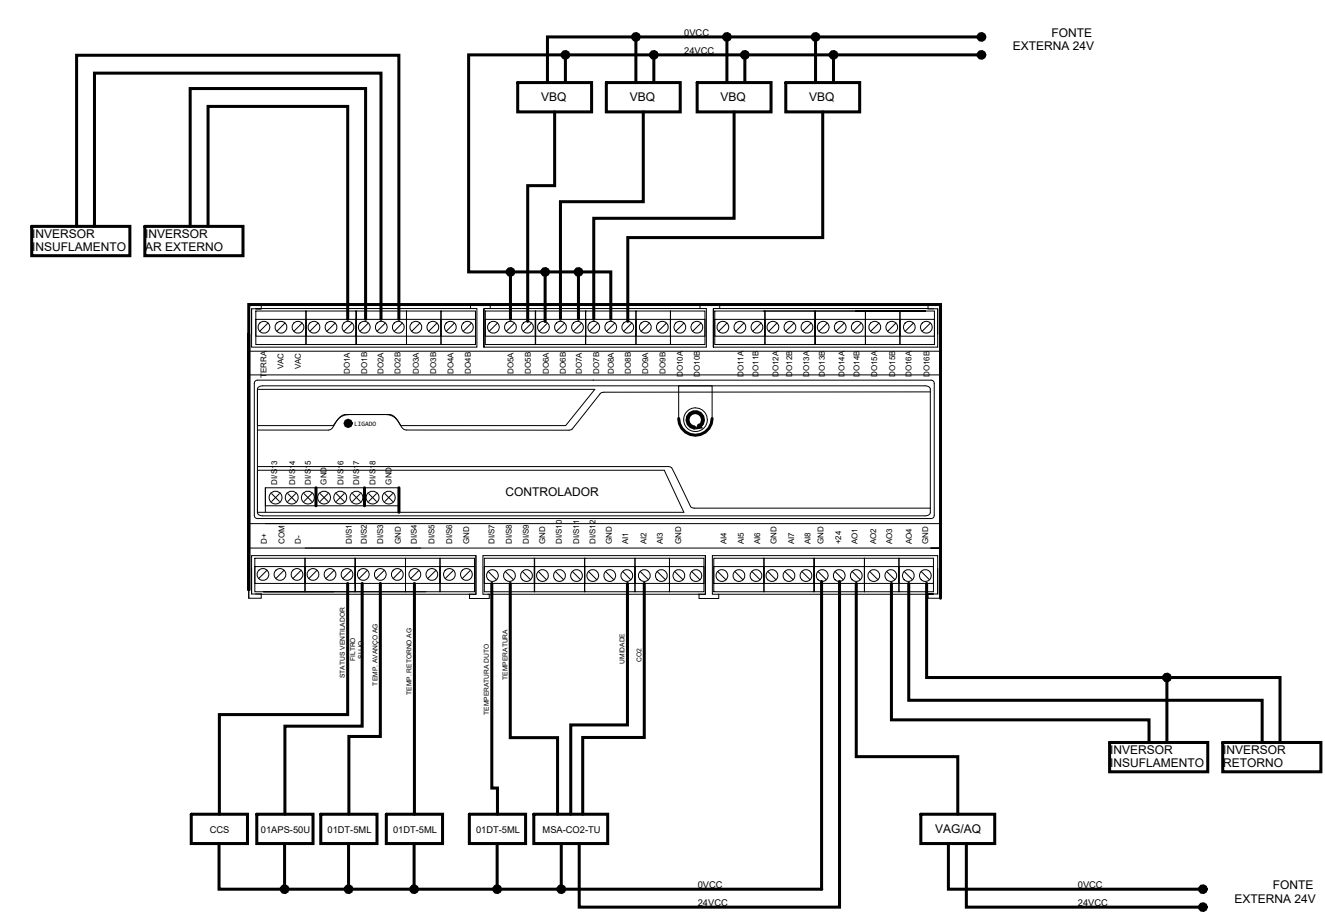 FONTE
EXTERNA 24V
0VCC
24VCC
VBQ
VBQ
VBQ
VBQ
INVERSOR
INSUFLAMENTO
INVERSOR
AR EXTERNO
TERRA
VAC
VAC
DO1A
DO1B
DO2A
DO2B
DO3A
DO3B
DO4A
DO4B
DO5A
DO5B
DO6A
DO6B
DO7A
DO7B
DO8A
DO8B
DO9A
DO9B
DO10A
DO10B
DO11A
DO11B
DO12A
DO12B
DO13A
DO13B
DO14A
DO14B
DO15A
DO15B
DO16A
DO16B
LIGADO
DI/S13
DI/S14
DI/S15
GND
DI/S16
DI/S17
DI/S18
GND
CONTROLADOR
D+
COM
D-
DI/S1
DI/S2
DI/S3
GND
DI/S4
DI/S5
DI/S6
GND
DI/S7
DI/S8
DI/S9
GND
DI/S10
DI/S11
DI/S12
GND
AI1
AI2
AI3
GND
AI4
AI5
AI6
GND
AI7
AI8
GND
+24
AO1
AO2
AO3
AO4
GND
STATUS VENTILADOR
FILTRO
SUJO
TEMP. AVANÇO AG
TEMP. RETORNO AG
TEMPERATURA DUTO
TEMPERATURA
UMIDADE
CO2
INVERSOR
INSUFLAMENTO
INVERSOR
RETORNO
CCS
01APS-50U
01DT-5ML
01DT-5ML
01DT-5ML
MSA-CO2-TU
VAG/AQ
0VCC
24VCC
0VCC
24VCC
FONTE
EXTERNA 24V